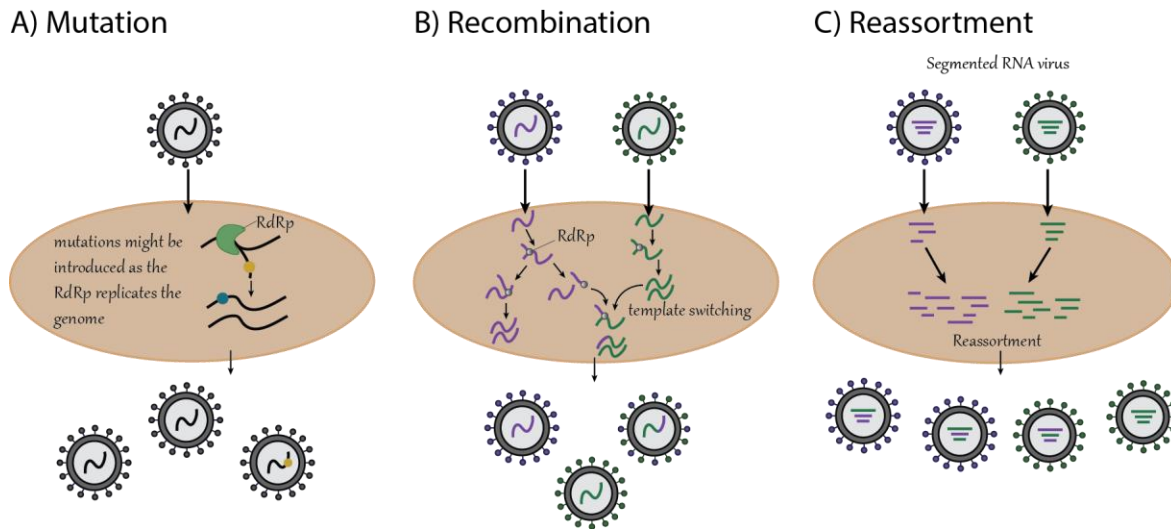 A) Mutation
RdRp
mutations might be
introduced as the
RdRp replicates the
genome
B) Recombination
RdRp
template switching
C) Reassortment
Segmented RNA virus
Reassortment